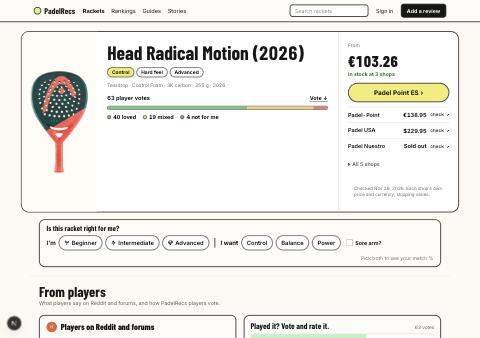 PadelRecs Rackets Rankings Guides Stories Search rackets Sign in Add a review
Head Radical Motion (2026)
Control Hard feel Advanced
Teardrop · Control Foam · 3K carbon · 355 g · 2026
63 player votes Vote ↓
40 loved 19 mixed 4 not for me
From
€103.26
In stock at 3 shops
Padel Point ES ›
Padel-Point €138.95 check ↗
Padel USA $229.95 check ↗
Padel Nuestro Sold out check ↗
▸ All 5 shops
Checked Nov 26, 2026. Each shop's own
price and currency; shipping varies.
Is this racket right for me?
I'm Beginner Intermediate Advanced I want Control Balance Power Sore arm?
Pick both to see your match %
From players
What players say on Reddit and forums, and how PadelRecs players vote.
Players on Reddit and forums
Played it? Vote and rate it. 63 votes
N